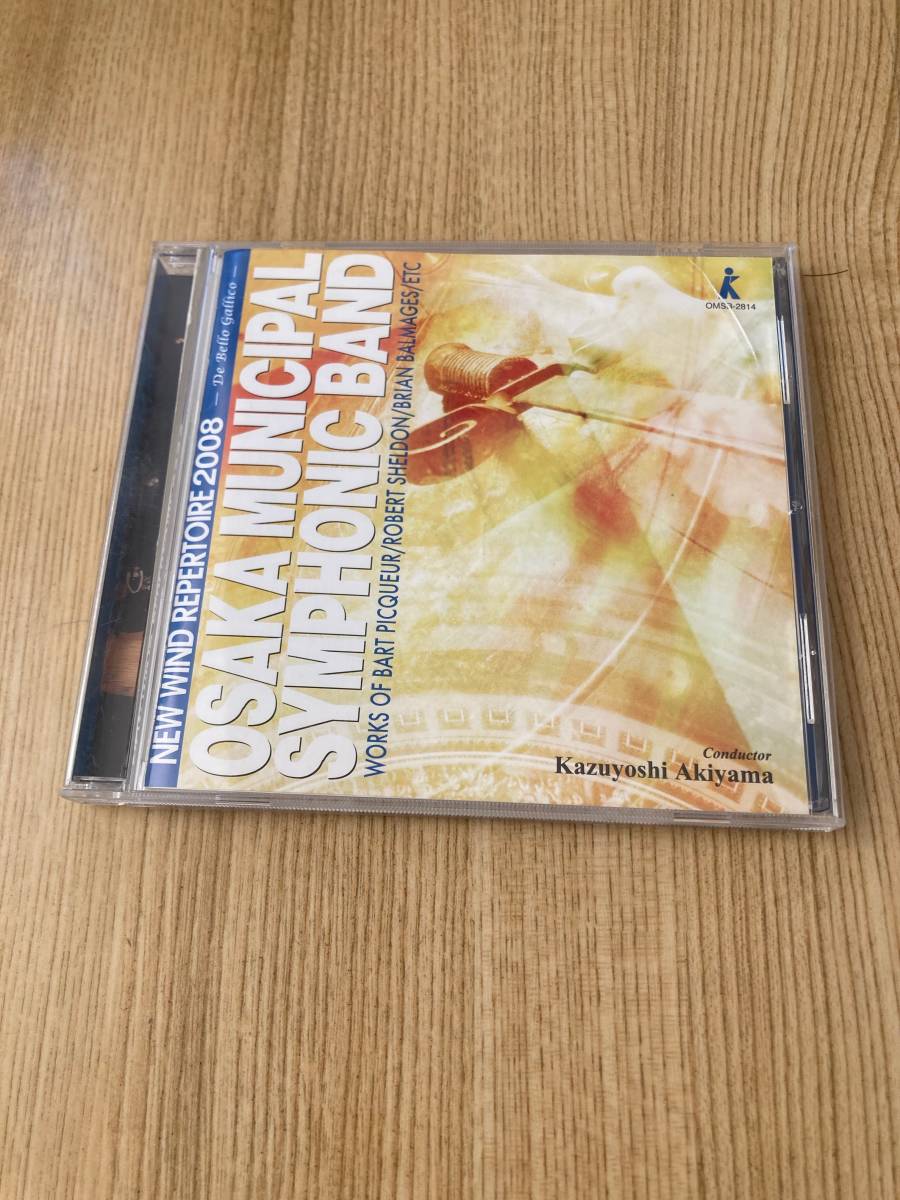 NEW WIND REPERTOIRE 2008 — De Bello Gallico —
OSAKA MUNICIPAL
SYMPHONIC BAND
WORKS OF BART PICQUEUR/ROBERT SHELDON/BRIAN BALMAGES/ETC
OMSB-2814
Conductor
Kazuyoshi Akiyama